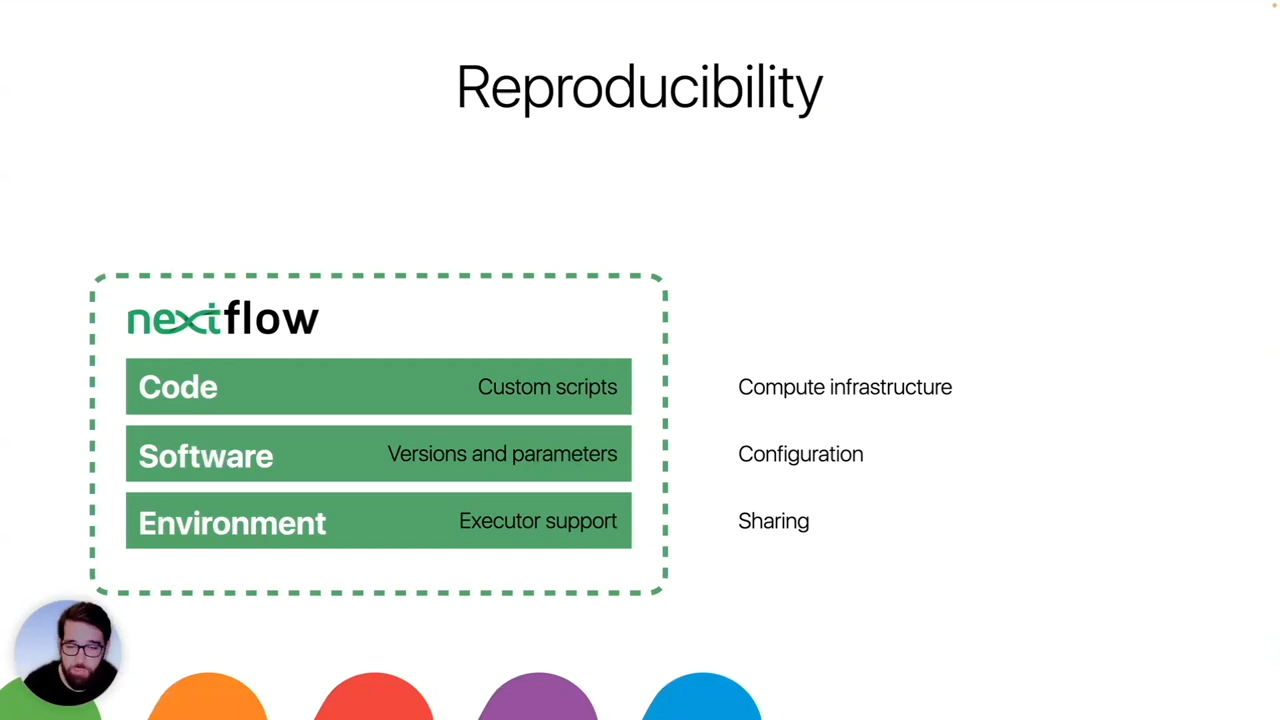 Reproducibility
nextflow
Code Custom scripts
Software Versions and parameters
Environment Executor support
Compute infrastructure
Configuration
Sharing